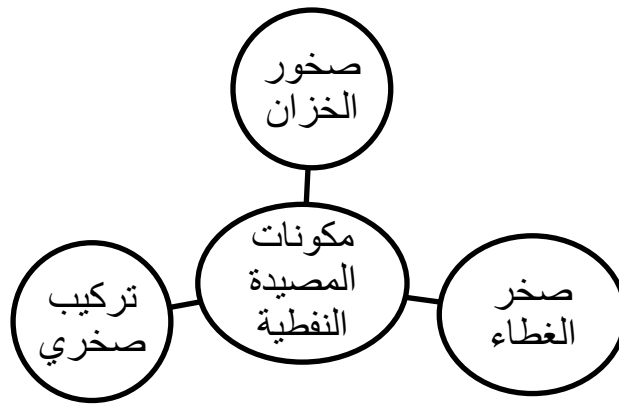 صخور
الخزان
مكونات
المصيدة
النفطية
صخر
الغطاء
تركيب
صخري